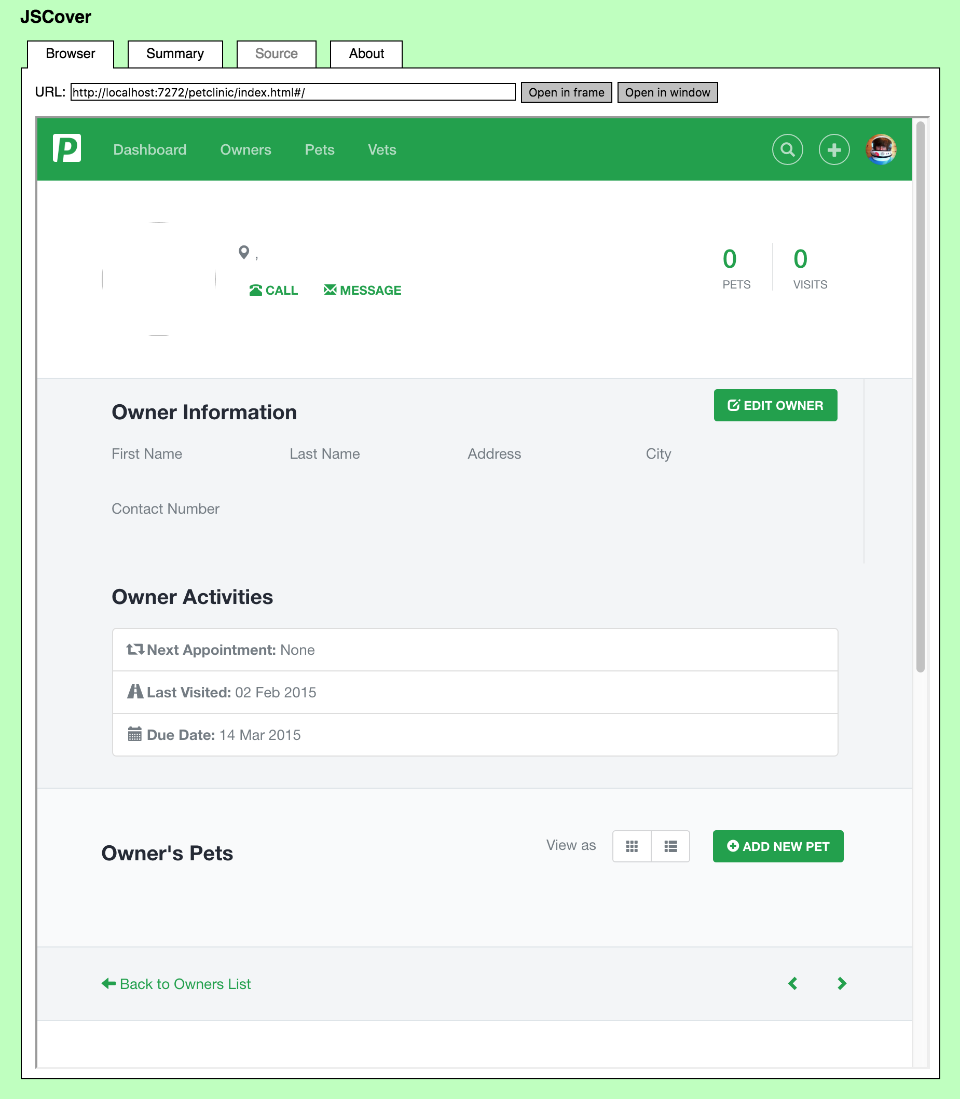 JSCover
Browser Summary Source About
URL: http://localhost:7272/petclinic/index.html#/ Open in frame Open in window
P Dashboard Owners Pets Vets
,
CALL MESSAGE
0 0
PETS VISITS
Owner Information EDIT OWNER
First Name Last Name Address City
Contact Number
Owner Activities
Next Appointment: None
Last Visited: 02 Feb 2015
Due Date: 14 Mar 2015
Owner's Pets View as ADD NEW PET
Back to Owners List